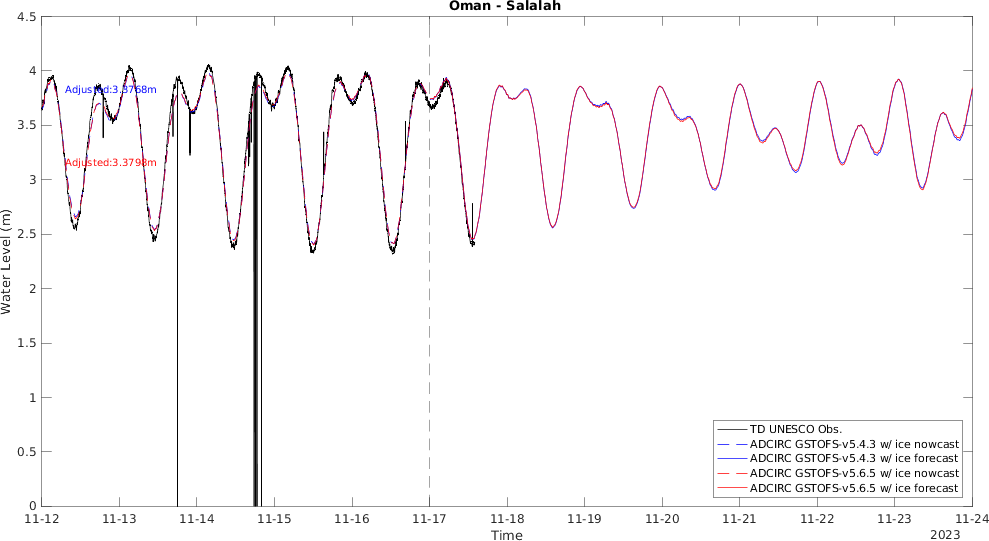 Oman - Salalah
4.5
4
3.5
3
2.5
2
1.5
1
0.5
0
Water Level (m)
Adjusted:3.3768m
Adjusted:3.3798m
TD UNESCO Obs.
ADCIRC GSTOFS-v5.4.3 w/ ice nowcast
ADCIRC GSTOFS-v5.4.3 w/ ice forecast
ADCIRC GSTOFS-v5.6.5 w/ ice nowcast
ADCIRC GSTOFS-v5.6.5 w/ ice forecast
11-12 11-13 11-14 11-15 11-16 11-17 11-18 11-19 11-20 11-21 11-22 11-23 11-24
Time
2023